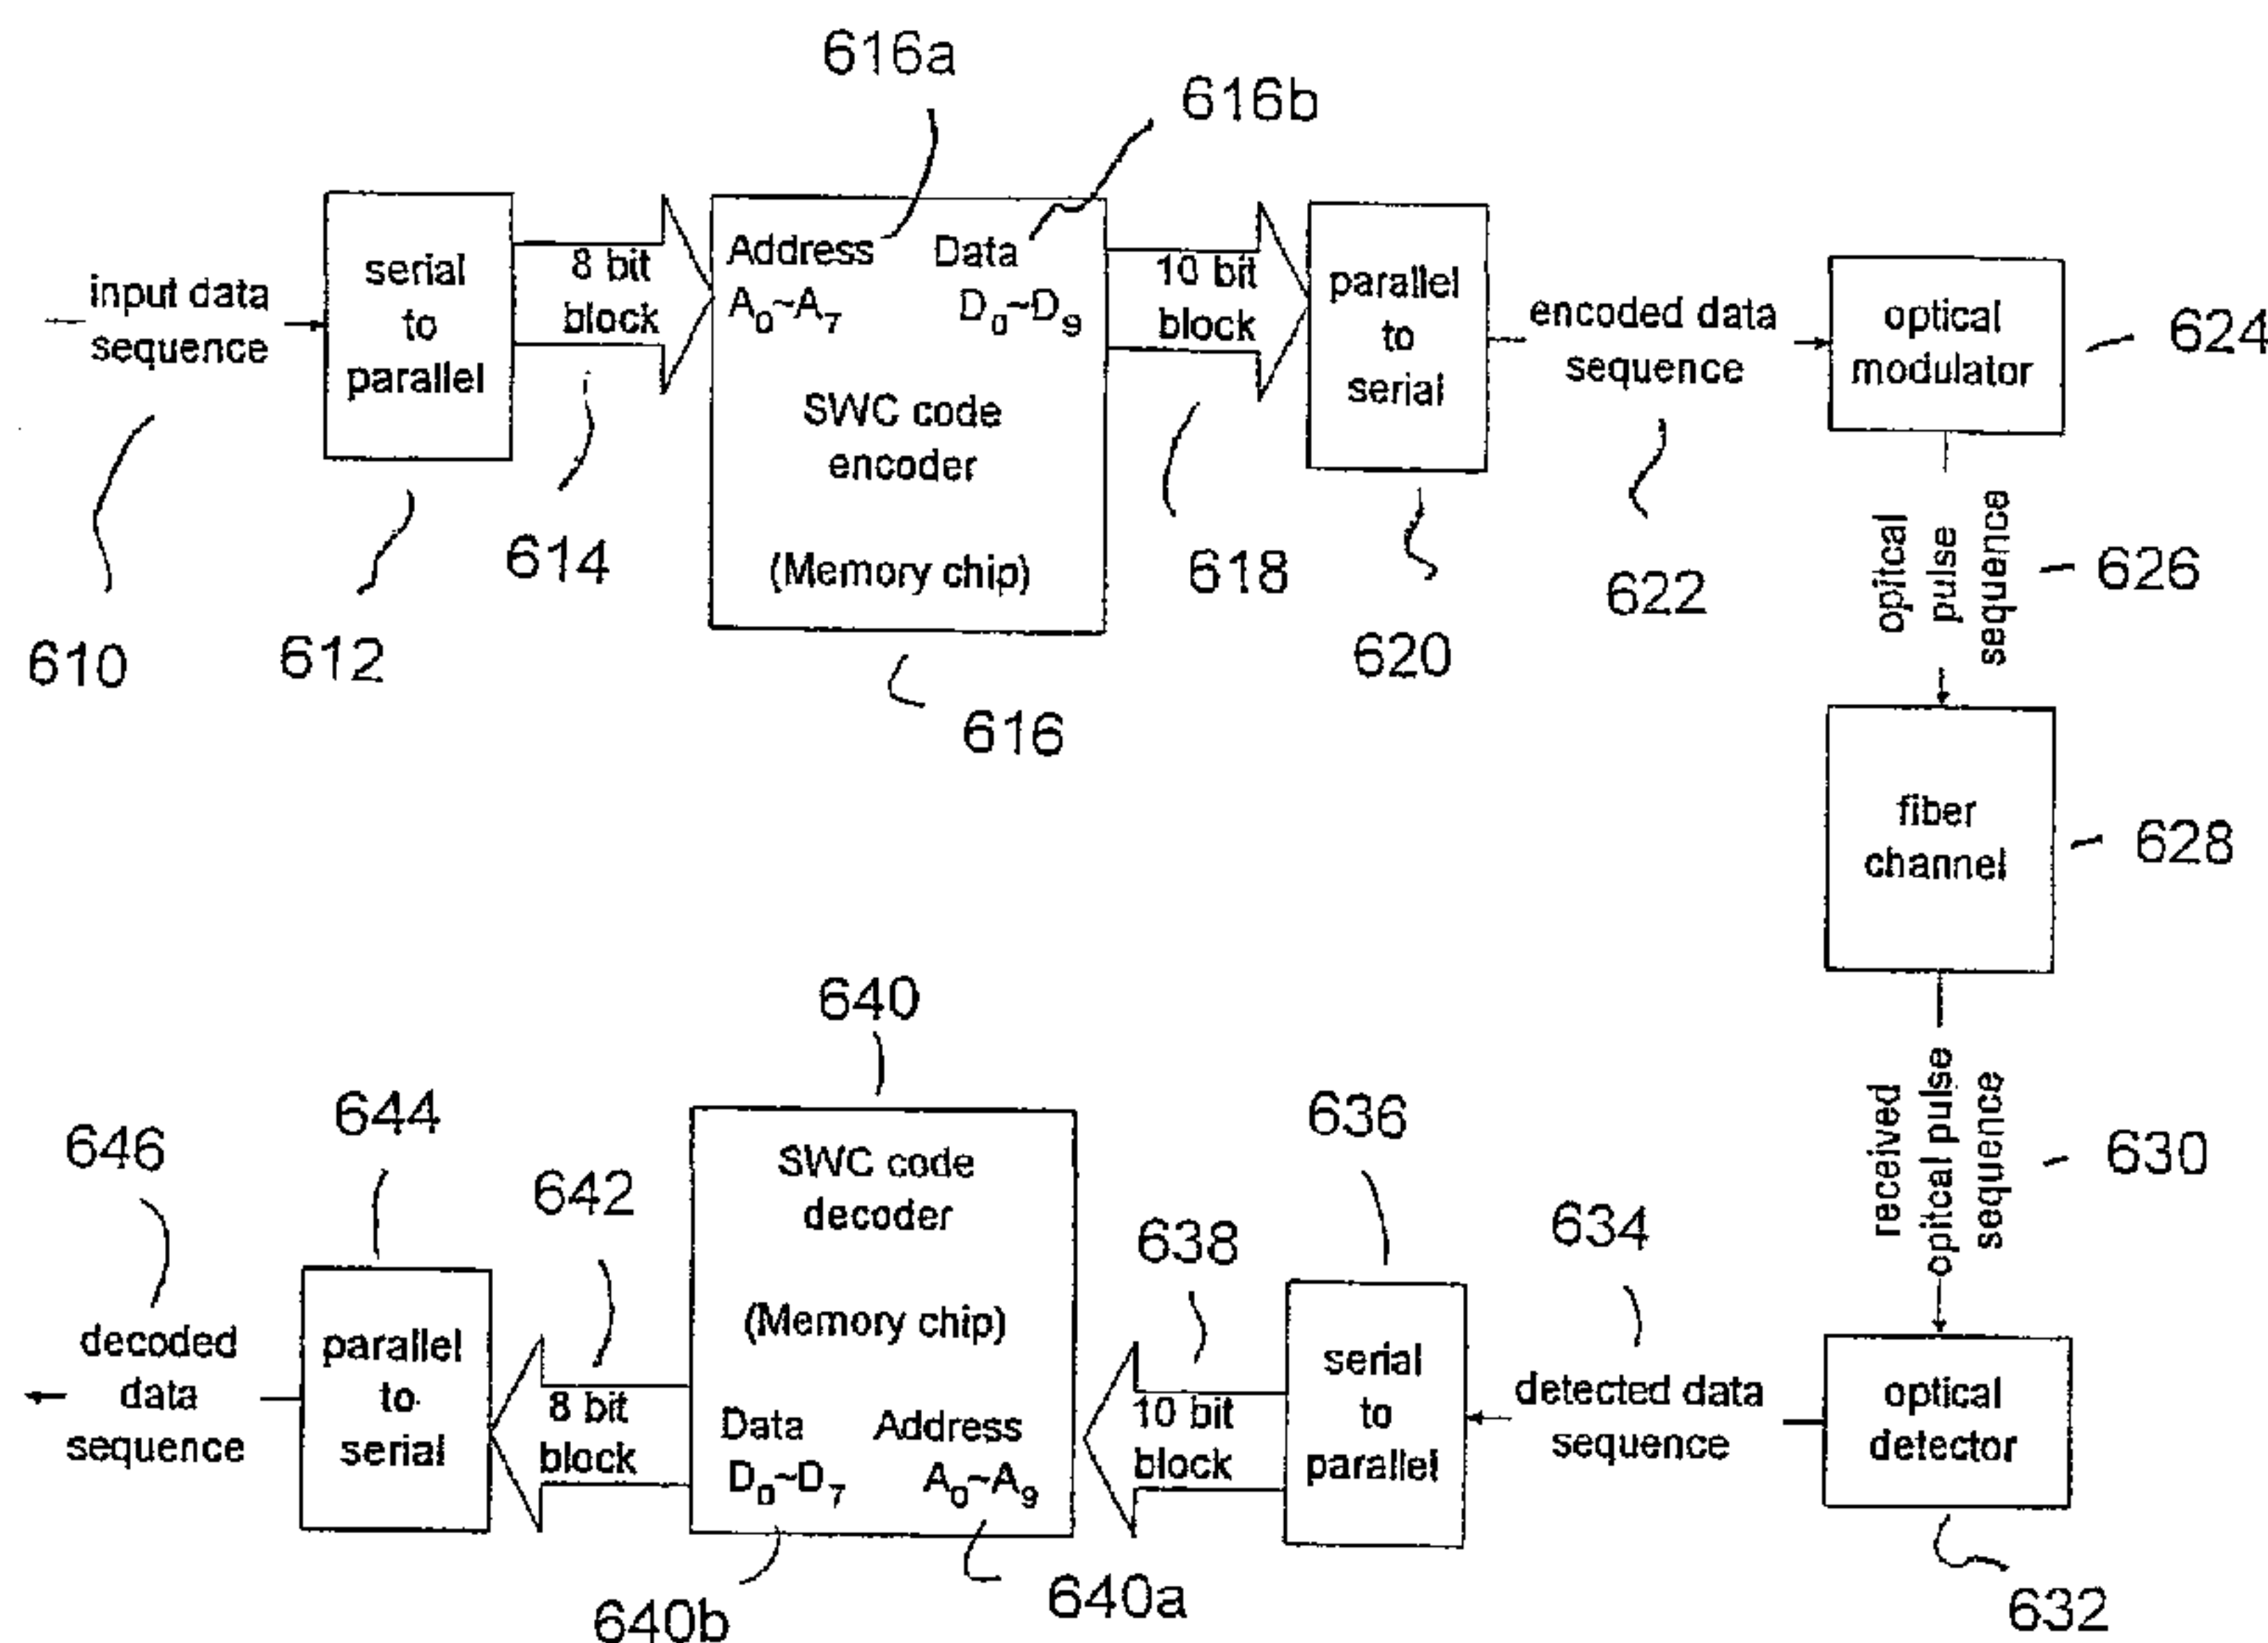 616a
616b
input data
sequence
serial
to
parallel
8 bit
block
Address
A0~A7
Data
D0~D9
SWC code
encoder
(Memory chip)
10 bit
block
parallel
to
serial
encoded data
sequence
optical
modulator
624
610
612
614
616
618
620
622
opitcal
pulse
sequence
626
fiber
channel
628
received
opitcal pulse
sequence
630
optical
detector
632
634
detected data
sequence
636
serial
to
parallel
638
10 bit
block
640
SWC code
decoder
(Memory chip)
Data
D0~D7
Address
A0~A9
640b
640a
642
8 bit
block
644
parallel
to
serial
646
decoded
data
sequence